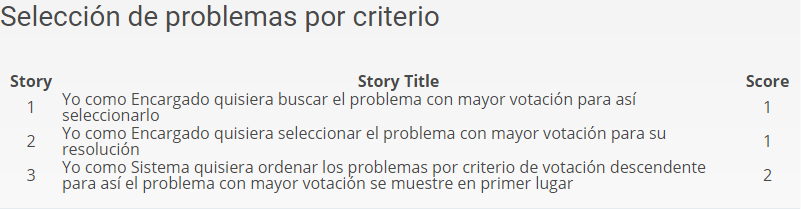 Selección de problemas por criterio
Story Story Title Score
1 Yo como Encargado quisiera buscar el problema con mayor votación para así
seleccionarlo 1
2 Yo como Encargado quisiera seleccionar el problema con mayor votación para su
resolución 1
3 Yo como Sistema quisiera ordenar los problemas por criterio de votación descendente
para así el problema con mayor votación se muestre en primer lugar 2